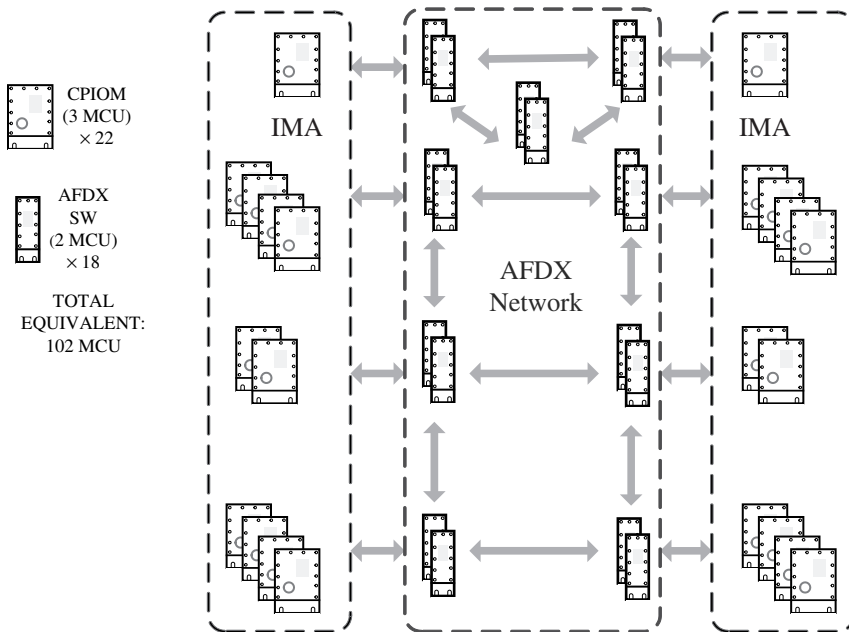 CPIOM
(3 MCU)
× 22
AFDX
SW
(2 MCU)
× 18
TOTAL
EQUIVALENT:
102 MCU
IMA
AFDX
Network
IMA